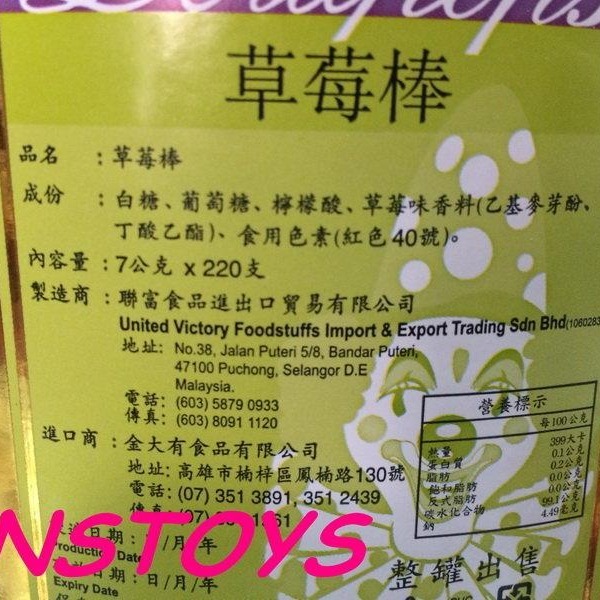 草莓棒
品名 ：草莓棒
成份 ：白糖、葡萄糖、檸檬酸、草莓味香料(乙基麥芽酚、
丁酸乙酯)、食用色素(紅色40號)。
內容量：7公克 x 220支
製造商：聯富食品進出口貿易有限公司
United Victory Foodstuffs Import & Export Trading Sdn Bhd(1060283
地址: No.38, Jalan Puteri 5/8, Bandar Puteri,
47100 Puchong, Selangor D.E
Malaysia.
電話: (603) 5879 0933
傳真: (603) 8091 1120
進口商：金大有食品有限公司
地址: 高雄市楠梓區鳳楠路130號
電話: (07) 351 3891, 351 2439
傳真: (07)
營養標示
每100公克
熱量 399大卡
蛋白質 0.1公克
脂肪 0.2公克
飽和脂肪 0.0公克
反式脂肪 0.0公克
碳水化合物 99.1公克
鈉 4.49毫克
日期：日/月/年
Production Date
日期：日/月/年
Expiry Date
整罐出售
NSTOYS